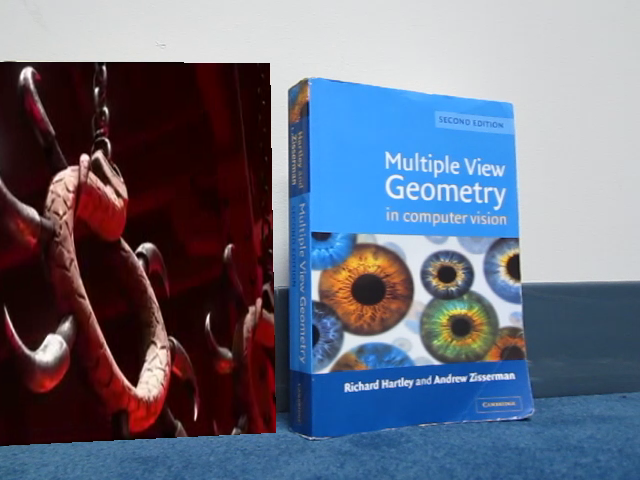 SECOND EDITION
Multiple View
Geometry
in computer vision
Richard Hartley and Andrew Zisserman
CAMBRIDGE
Hartley and
Zisserman
Multiple View Geometry